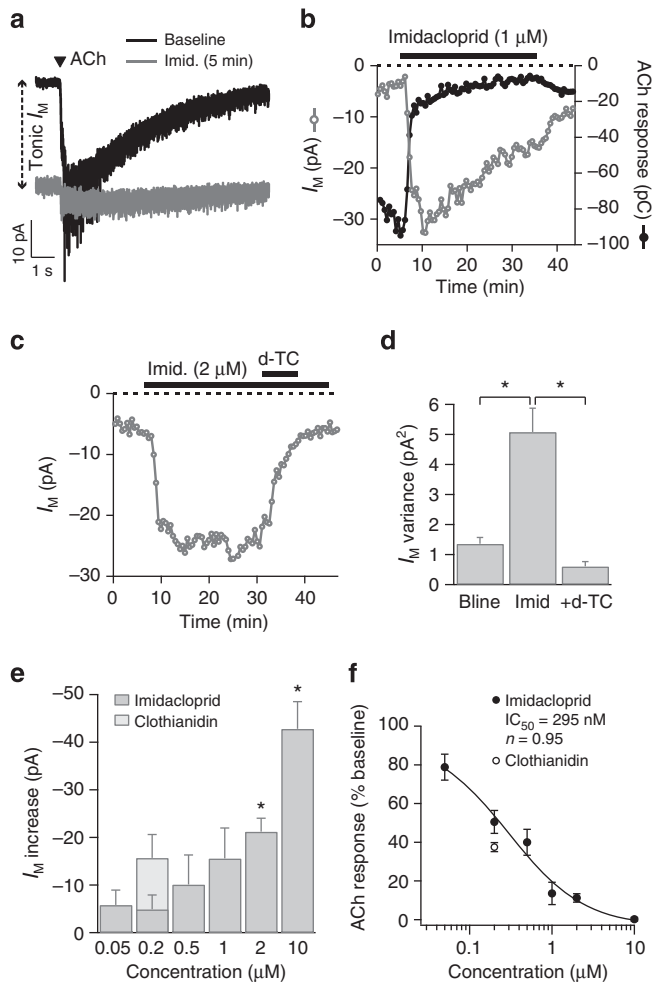 a
ACh
Baseline
Imid. (5 min)
Tonic IM
10 pA
1 s
b
Imidacloprid (1 μM)
0
−10
−20
−30
IM (pA)
0
−20
−40
−60
−80
−100
ACh response (pC)
0 10 20 30 40
Time (min)
c
d-TC
Imid. (2 μM)
0
−10
−20
−30
IM (pA)
0 10 20 30 40
Time (min)
d
* *
6
5
4
3
2
1
0
IM variance (pA2)
Bline Imid +d-TC
e
Imidacloprid
Clothianidin
* *
−50
−40
−30
−20
−10
0
IM increase (pA)
0.05 0.2 0.5 1 2 10
Concentration (μM)
f
Imidacloprid
IC50 = 295 nM
n = 0.95
Clothianidin
100
80
60
40
20
0
ACh response (% baseline)
0.1 1 10
Concentration (μM)